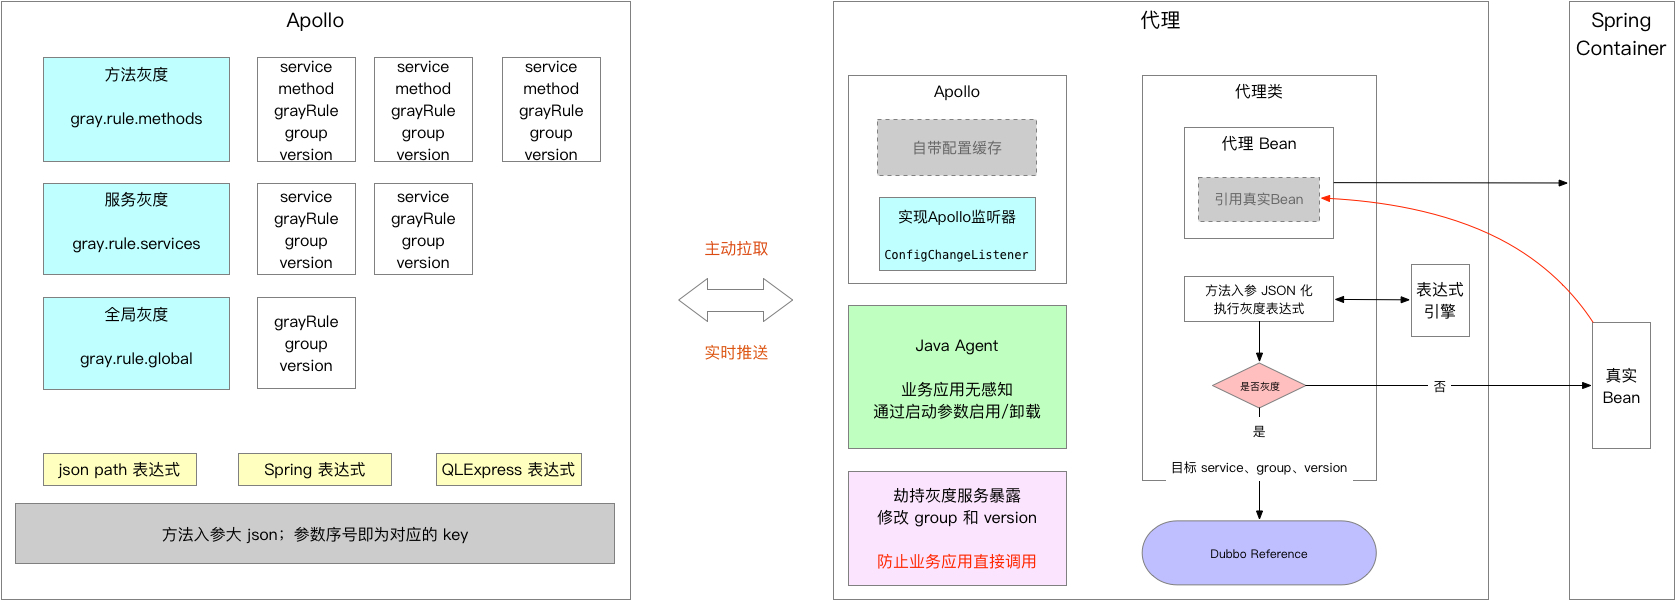 Apollo
方法灰度
gray.rule.methods
service
method
grayRule
group
version
service
method
grayRule
group
version
service
method
grayRule
group
version
服务灰度
gray.rule.services
service
grayRule
group
version
service
grayRule
group
version
全局灰度
gray.rule.global
grayRule
group
version
json path 表达式
Spring 表达式
QLExpress 表达式
方法入参大 json；参数序号即为对应的 key
主动拉取
实时推送
代理
Apollo
自带配置缓存
实现Apollo监听器
ConfigChangeListener
Java Agent
业务应用无感知
通过启动参数启用/卸载
劫持灰度服务暴露
修改 group 和 version
防止业务应用直接调用
代理类
代理 Bean
引用真实Bean
方法入参 JSON 化
执行灰度表达式
表达式
引擎
是否灰度
否
是
目标 service、group、version
Dubbo Reference
Spring
Container
真实
Bean